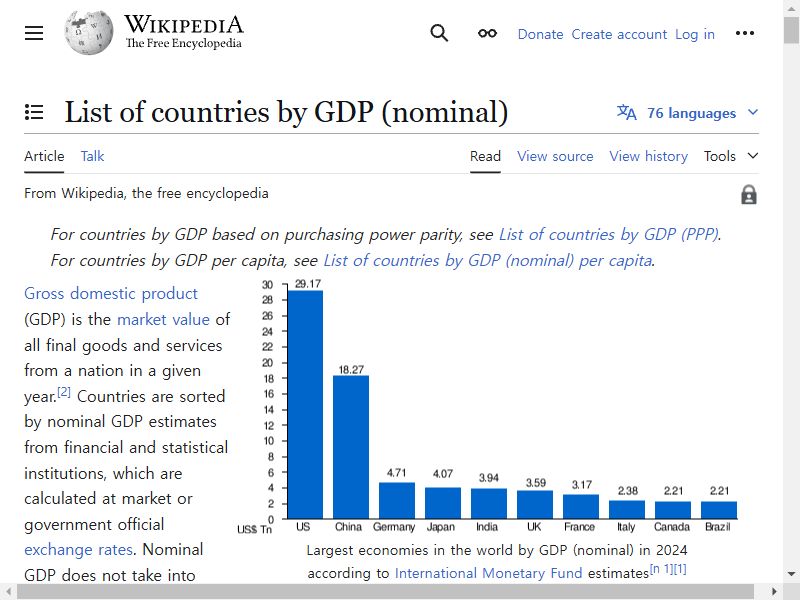 WIKIPEDIA
The Free Encyclopedia
Donate Create account Log in
List of countries by GDP (nominal)
76 languages
Article Talk Read View source View history Tools
From Wikipedia, the free encyclopedia
For countries by GDP based on purchasing power parity, see List of countries by GDP (PPP).
For countries by GDP per capita, see List of countries by GDP (nominal) per capita.
Gross domestic product
(GDP) is the market value of
all final goods and services
from a nation in a given
year.[2] Countries are sorted
by nominal GDP estimates
from financial and statistical
institutions, which are
calculated at market or
government official
exchange rates. Nominal
GDP does not take into
30
28
26
24
22
20
18
16
14
12
10
8
6
4
2
0
29.17
18.27
4.71
4.07
3.94
3.59
3.17
2.38
2.21
2.21
US$ Tn US China Germany Japan India UK France Italy Canada Brazil
Largest economies in the world by GDP (nominal) in 2024
according to International Monetary Fund estimates[n 1][1]